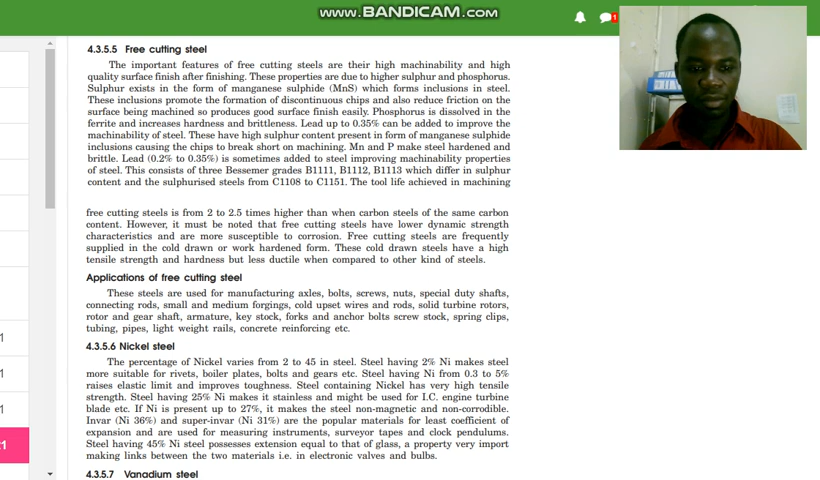 www.BANDICAM.com
1
4.3.5.5 Free cutting steel
The important features of free cutting steels are their high machinability and high
quality surface finish after finishing. These properties are due to higher sulphur and phosphorus.
Sulphur exists in the form of manganese sulphide (MnS) which forms inclusions in steel.
These inclusions promote the formation of discontinuous chips and also reduce friction on the
surface being machined so produces good surface finish easily. Phosphorus is dissolved in the
ferrite and increases hardness and brittleness. Lead up to 0.35% can be added to improve the
machinability of steel. These have high sulphur content present in form of manganese sulphide
inclusions causing the chips to break short on machining. Mn and P make steel hardened and
brittle. Lead (0.2% to 0.35%) is sometimes added to steel improving machinability properties
of steel. This consists of three Bessemer grades B1111, B1112, B1113 which differ in sulphur
content and the sulphurised steels from C1108 to C1151. The tool life achieved in machining
free cutting steels is from 2 to 2.5 times higher than when carbon steels of the same carbon
content. However, it must be noted that free cutting steels have lower dynamic strength
characteristics and are more susceptible to corrosion. Free cutting steels are frequently
supplied in the cold drawn or work hardened form. These cold drawn steels have a high
tensile strength and hardness but less ductile when compared to other kind of steels.
Applications of free cutting steel
These steels are used for manufacturing axles, bolts, screws, nuts, special duty shafts,
connecting rods, small and medium forgings, cold upset wires and rods, solid turbine rotors,
rotor and gear shaft, armature, key stock, forks and anchor bolts screw stock, spring clips,
tubing, pipes, light weight rails, concrete reinforcing etc.
4.3.5.6 Nickel steel
The percentage of Nickel varies from 2 to 45 in steel. Steel having 2% Ni makes steel
more suitable for rivets, boiler plates, bolts and gears etc. Steel having Ni from 0.3 to 5%
raises elastic limit and improves toughness. Steel containing Nickel has very high tensile
strength. Steel having 25% Ni makes it stainless and might be used for I.C. engine turbine
blade etc. If Ni is present up to 27%, it makes the steel non-magnetic and non-corrodible.
Invar (Ni 36%) and super-invar (Ni 31%) are the popular materials for least coefficient of
expansion and are used for measuring instruments, surveyor tapes and clock pendulums.
Steel having 45% Ni steel possesses extension equal to that of glass, a property very import
making links between the two materials i.e. in electronic valves and bulbs.
4.3.5.7 Vanadium steel
1
1
1
1